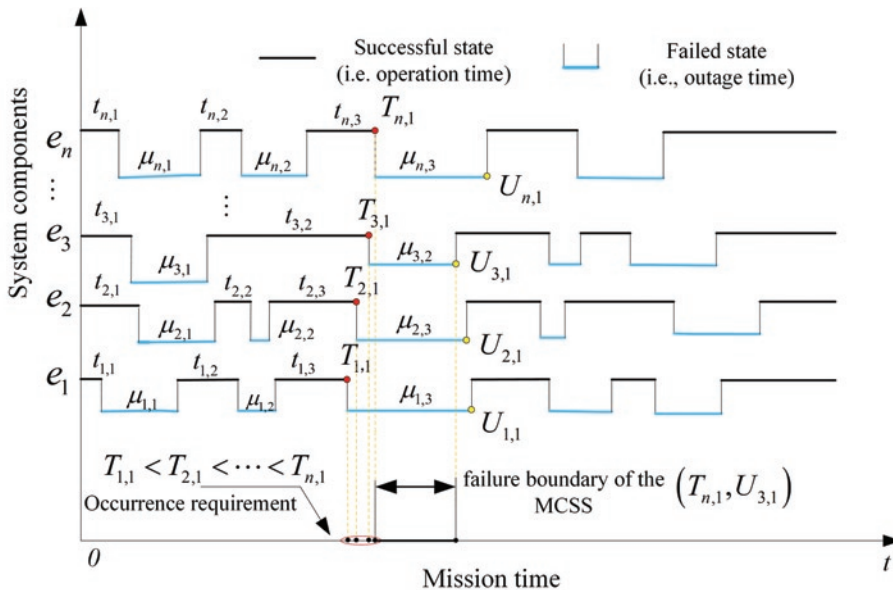 Successful state
(i.e. operation time)
Failed state
(i.e., outage time)
System components
e_n
t_{n,1}
t_{n,2}
t_{n,3}
T_{n,1}
μ_{n,1}
μ_{n,2}
μ_{n,3}
U_{n,1}
...
⋮
e_3
t_{3,1}
t_{3,2}
T_{3,1}
μ_{3,1}
μ_{3,2}
U_{3,1}
e_2
t_{2,1}
t_{2,2}
t_{2,3}
T_{2,1}
μ_{2,1}
μ_{2,2}
μ_{2,3}
U_{2,1}
e_1
t_{1,1}
t_{1,2}
t_{1,3}
T_{1,1}
μ_{1,1}
μ_{1,2}
μ_{1,3}
U_{1,1}
T_{1,1} < T_{2,1} < ⋯ < T_{n,1}
Occurrence requirement
failure boundary of the
MCSS
(T_{n,1}, U_{3,1})
0
t
Mission time